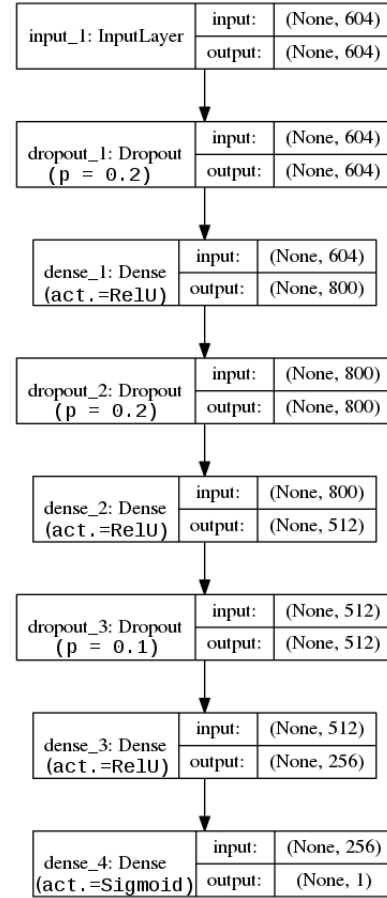 input_1: InputLayer
input: (None, 604)
output: (None, 604)
dropout_1: Dropout
(p = 0.2)
input: (None, 604)
output: (None, 604)
dense_1: Dense
(act.=RelU)
input: (None, 604)
output: (None, 800)
dropout_2: Dropout
(p = 0.2)
input: (None, 800)
output: (None, 800)
dense_2: Dense
(act.=RelU)
input: (None, 800)
output: (None, 512)
dropout_3: Dropout
(p = 0.1)
input: (None, 512)
output: (None, 512)
dense_3: Dense
(act.=RelU)
input: (None, 512)
output: (None, 256)
dense_4: Dense
(act.=Sigmoid)
input: (None, 256)
output: (None, 1)